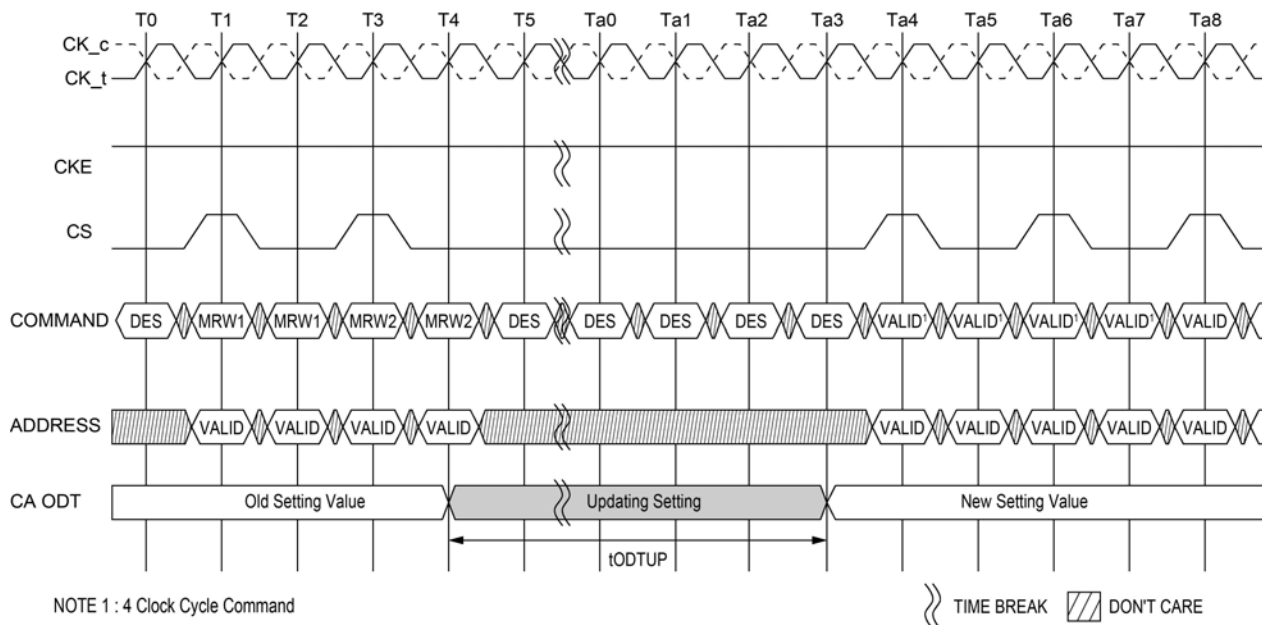 T0 T1 T2 T3 T4 T5 Ta0 Ta1 Ta2 Ta3 Ta4 Ta5 Ta6 Ta7 Ta8
CK_c
CK_t
CKE
CS
COMMAND DES MRW1 MRW1 MRW2 MRW2 DES DES DES DES DES VALID¹ VALID¹ VALID¹ VALID¹ VALID
ADDRESS VALID VALID VALID VALID VALID VALID VALID VALID VALID
CA ODT Old Setting Value Updating Setting New Setting Value
tODTUP
NOTE 1 : 4 Clock Cycle Command TIME BREAK DON'T CARE